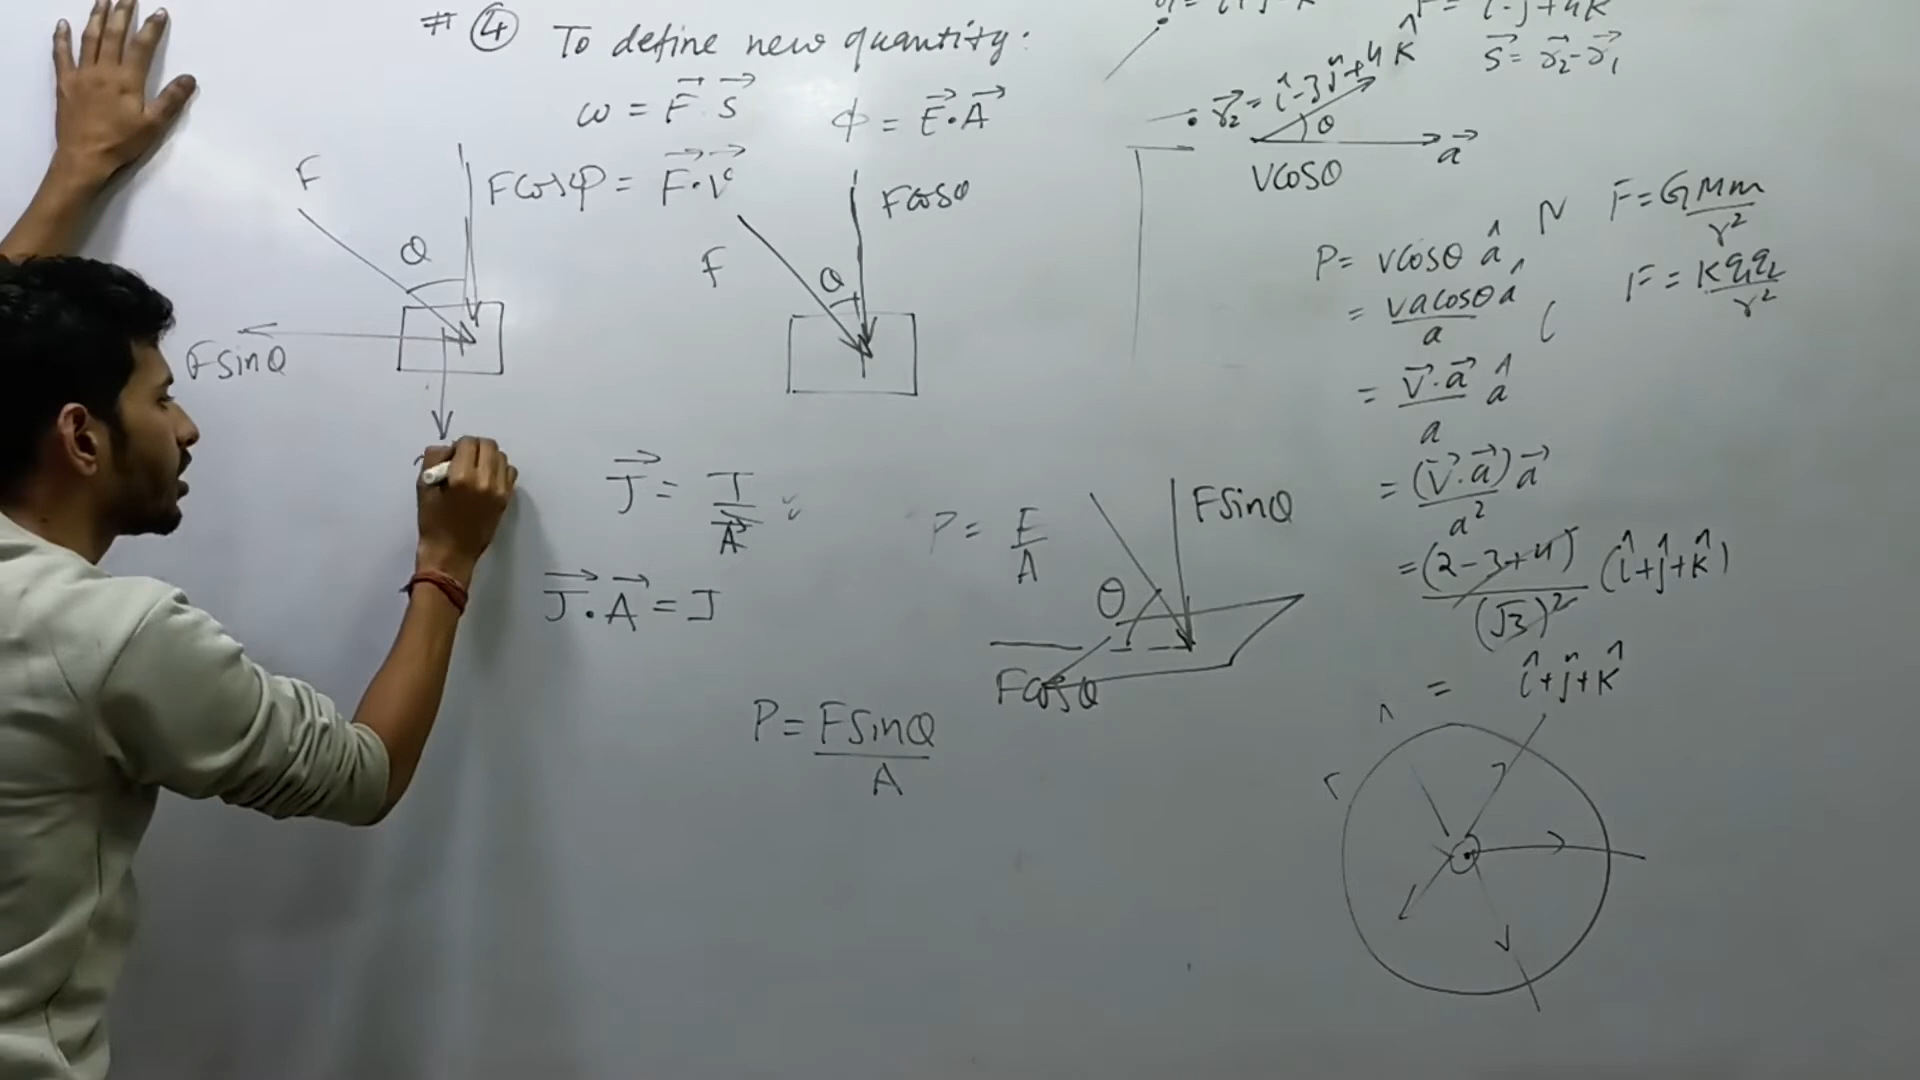 # ④ To define new quantity:
ω = F⃗.S⃗
ϕ = E⃗.A⃗
P = F⃗.V⃗
F
Fcosθ
θ
Fsinθ
F
Fcosθ
θ
J⃗ = I/A⃗
J⃗.A⃗ = I
P = F/A
Fsinθ
θ
Fcosθ
P = Fsinθ/A
S⃗ = r⃗₂-r⃗₁
r⃗₂ = î-3ĵ+4k̂
θ
a⃗
Vcosθ
P = Vcosθ â
= Vacosθ/a â
= V⃗.a⃗/a â
= (V⃗.a⃗)/a² a⃗
= (2-3+4)/(√3)² (î+ĵ+k̂)
= î+ĵ+k̂
F = GMm/r²
F = Kq₁q₂/r²